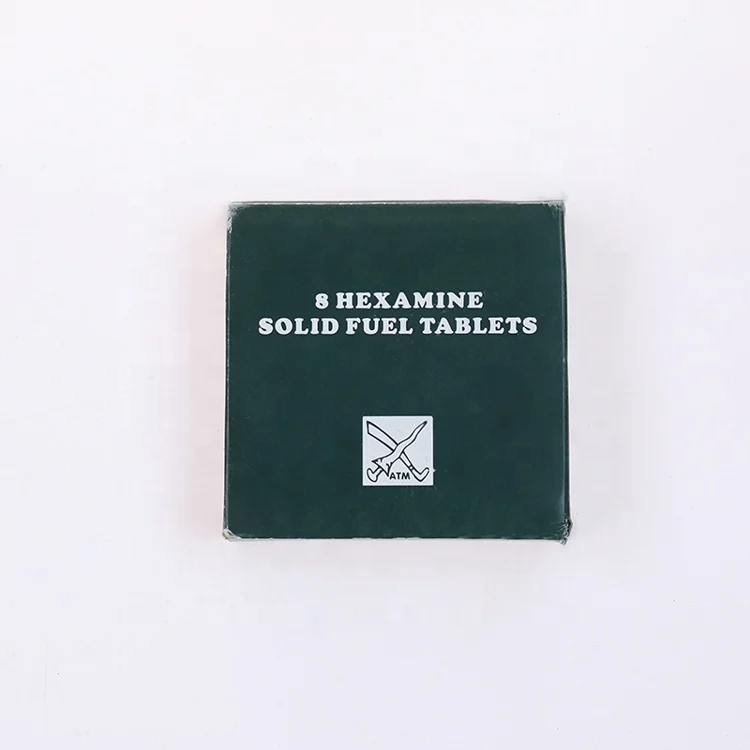 8 HEXAMINE
SOLID FUEL TABLETS
ATM